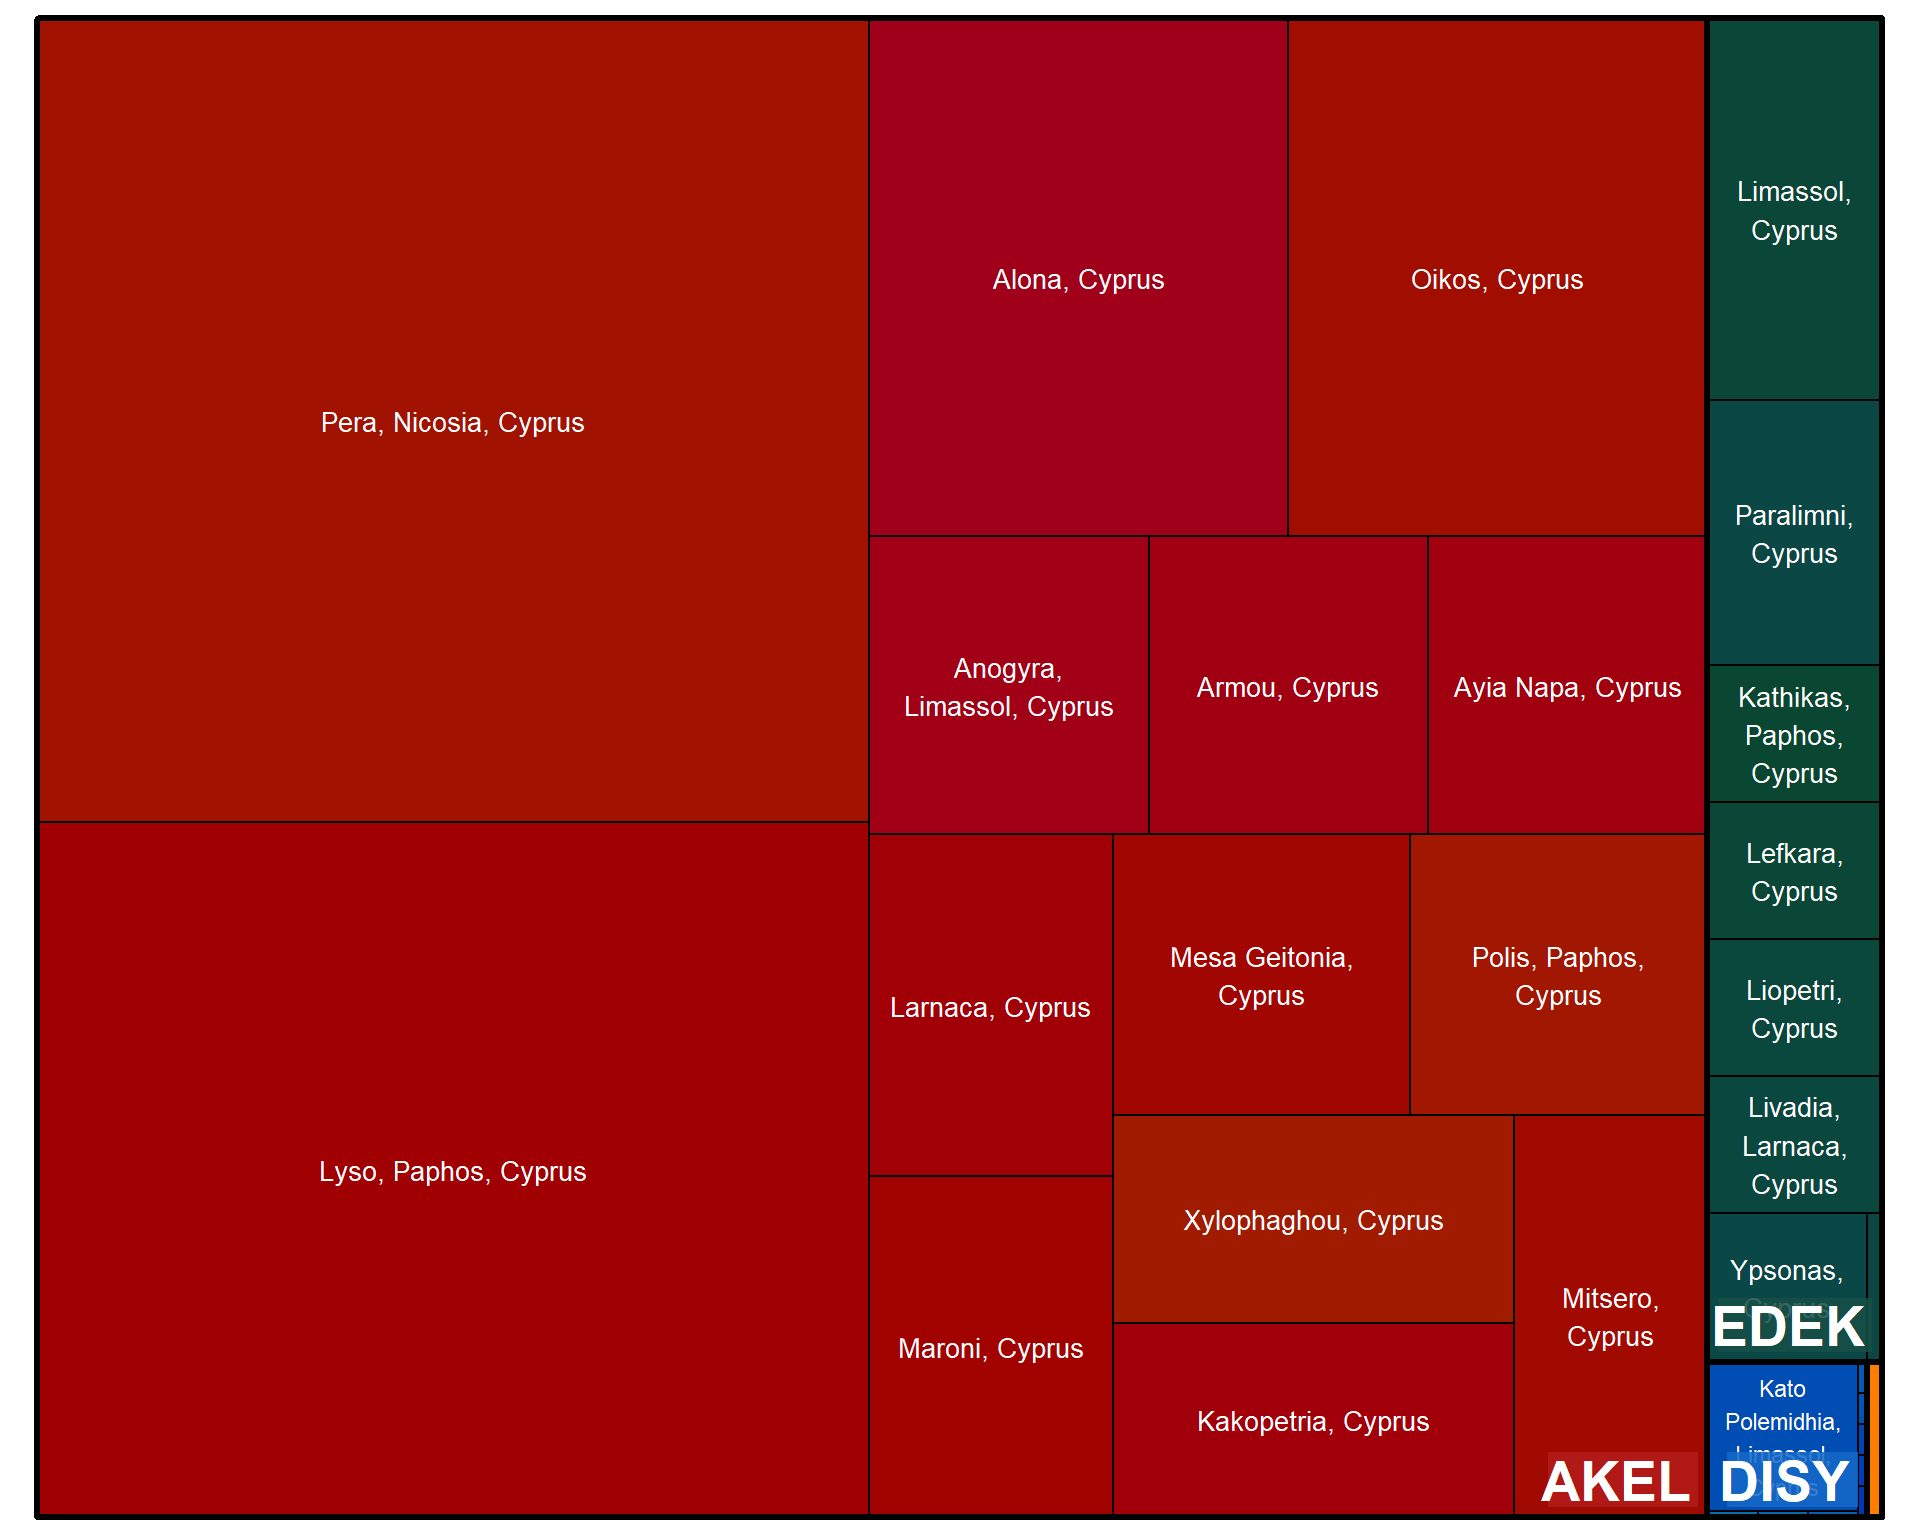 Pera, Nicosia, Cyprus
Lyso, Paphos, Cyprus
Alona, Cyprus
Oikos, Cyprus
Anogyra,
Limassol, Cyprus
Armou, Cyprus
Ayia Napa, Cyprus
Larnaca, Cyprus
Maroni, Cyprus
Mesa Geitonia,
Cyprus
Polis, Paphos,
Cyprus
Xylophaghou, Cyprus
Kakopetria, Cyprus
Mitsero,
Cyprus
AKEL
Limassol,
Cyprus
Paralimni,
Cyprus
Kathikas,
Paphos,
Cyprus
Lefkara,
Cyprus
Liopetri,
Cyprus
Livadia,
Larnaca,
Cyprus
Ypsonas,
Cyprus
EDEK
Kato
Polemidhia,
Limassol,
DISY